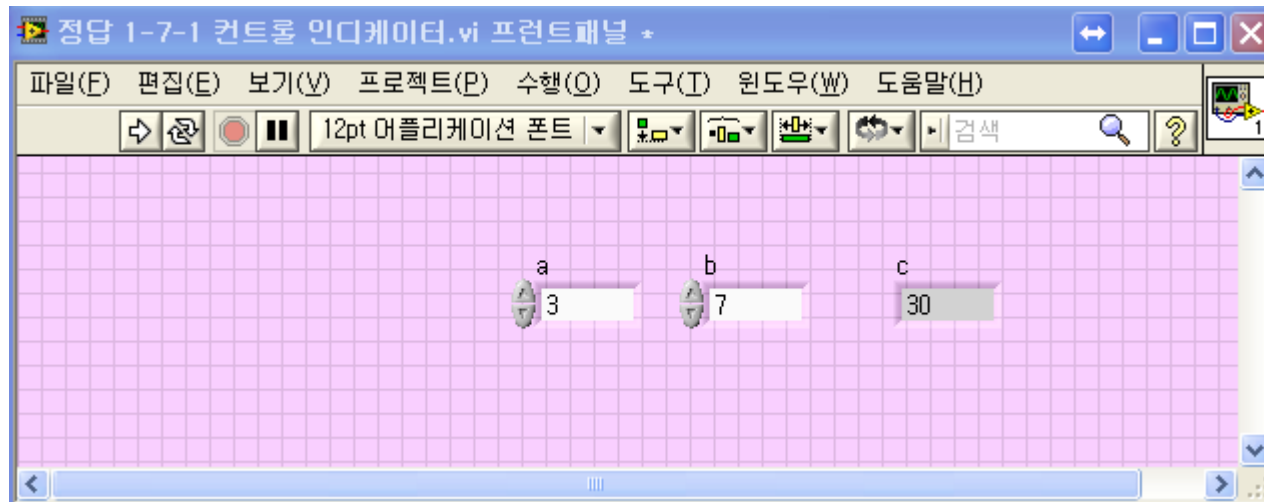 정답 1-7-1 컨트롤 인디케이터.vi 프런트패널 *
파일(F) 편집(E) 보기(V) 프로젝트(P) 수행(O) 도구(T) 윈도우(W) 도움말(H)
12pt 어플리케이션 폰트 검색 ? 1
a b c
3 7 30